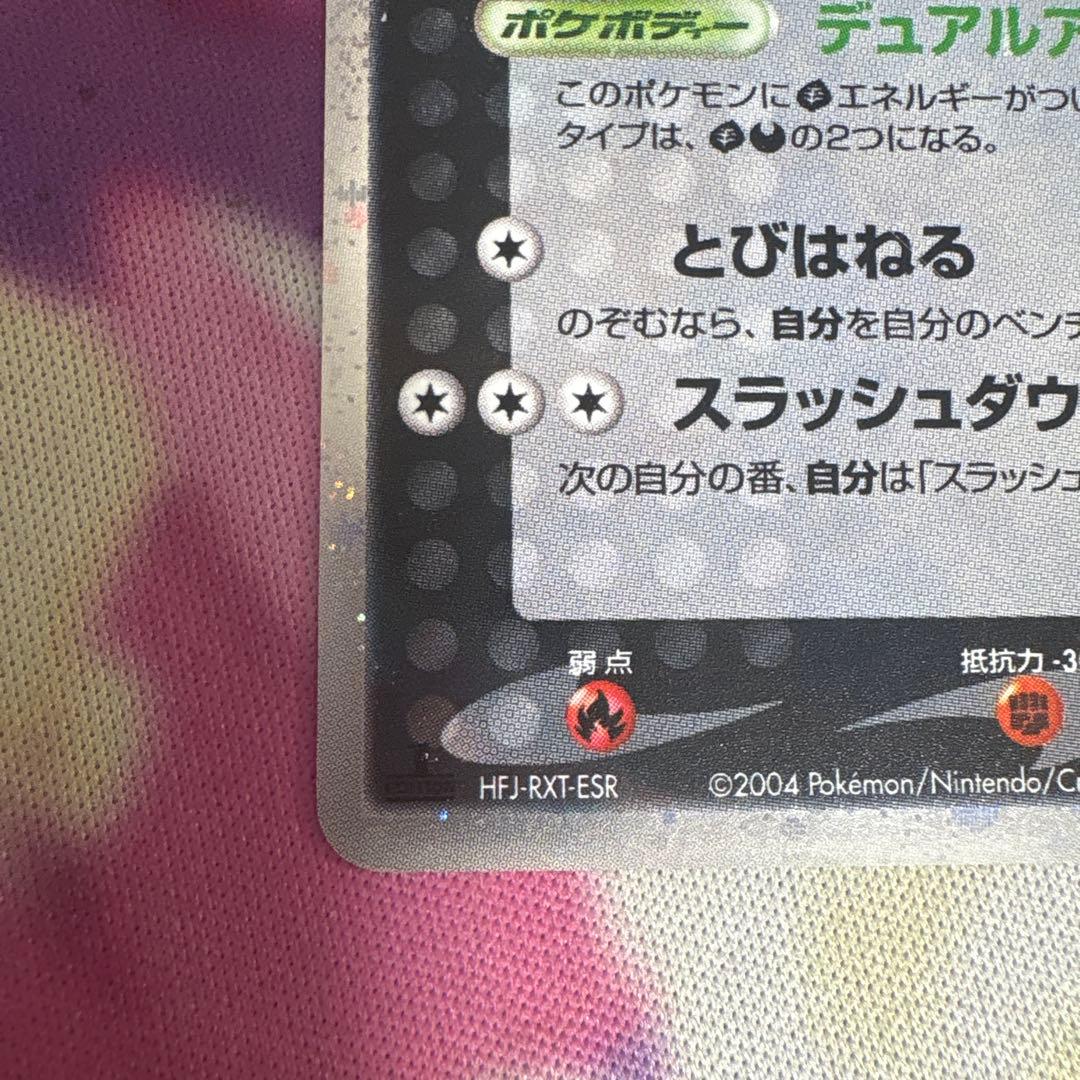 ポケボディー デュアルア
このポケモンにエネルギーがつい
タイプは、の2つになる。
とびはねる
のぞむなら、自分を自分のベンチ
スラッシュダウ
次の自分の番、自分は「スラッシュ
弱点 抵抗力 -30
EDITION HFJ-RXT-ESR ©2004 Pokémon/Nintendo/Cr